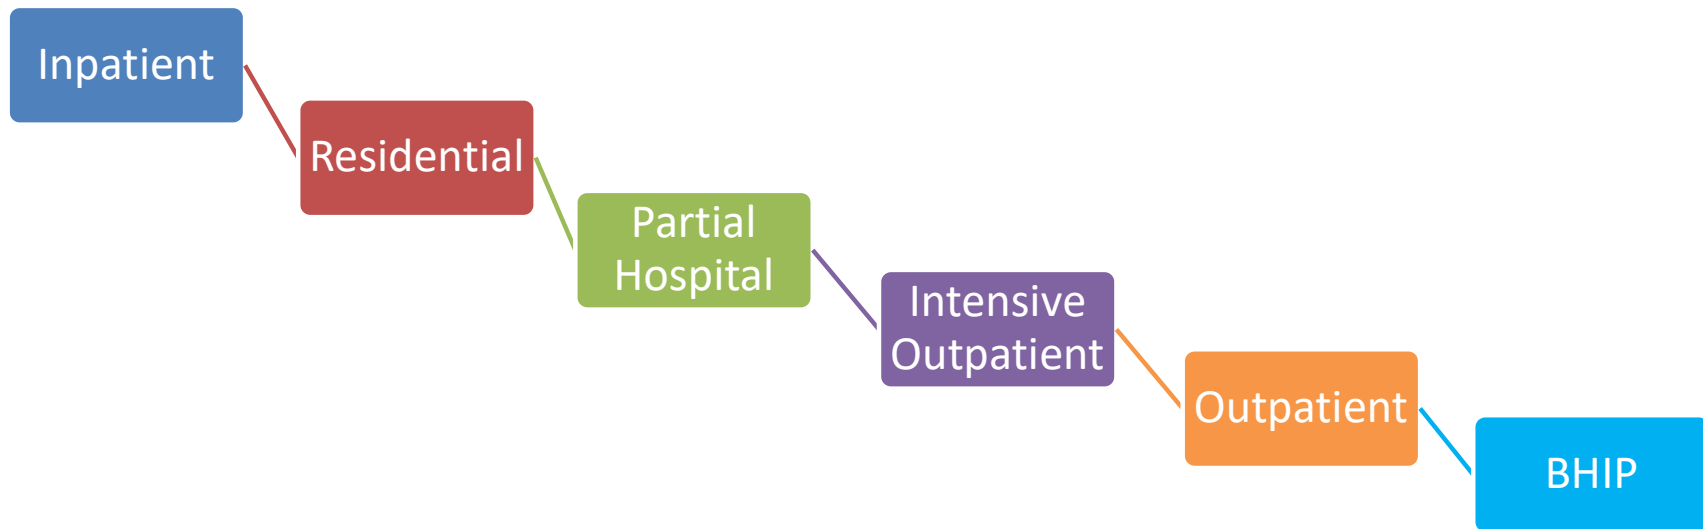 Inpatient
Residential
Partial
Hospital
Intensive
Outpatient
Outpatient
BHIP